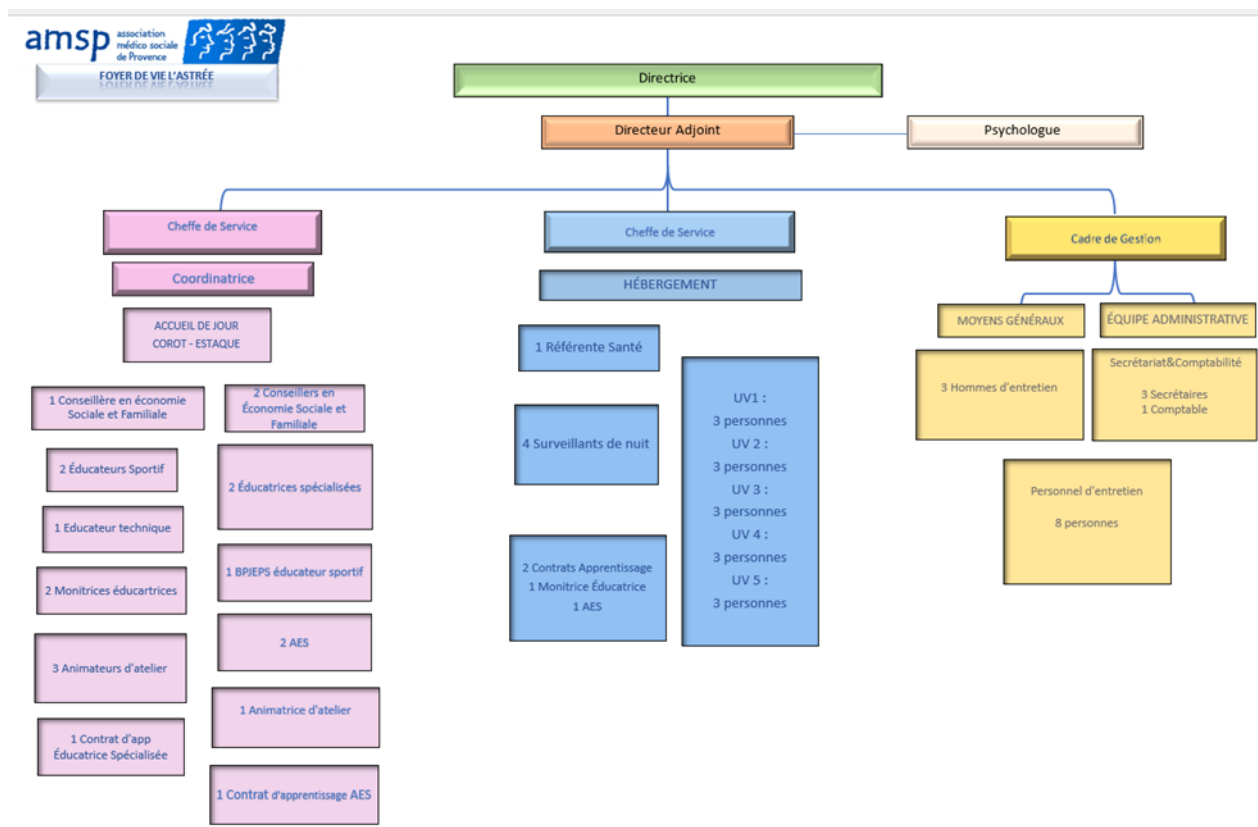 amsp
association
médico sociale
de Provence
FOYER DE VIE L'ASTRÉE
Directrice
Directeur Adjoint
Psychologue
Cheffe de Service
Coordinatrice
ACCUEIL DE JOUR
COROT - ESTAQUE
1 Conseillère en économie
Sociale et Familiale
2 Éducateurs Sportif
1 Educateur technique
2 Monitrices éducartrices
3 Animateurs d'atelier
1 Contrat d'app
Éducatrice Spécialisée
2 Conseillers en
Économie Sociale et
Familiale
2 Éducatrices spécialisées
1 BPJEPS éducateur sportif
2 AES
1 Animatrice d'atelier
1 Contrat d'apprentissage AES
Cheffe de Service
HÉBERGEMENT
1 Référente Santé
4 Surveillants de nuit
2 Contrats Apprentissage
1 Monitrice Éducatrice
1 AES
UV1 :
3 personnes
UV 2 :
3 personnes
UV 3 :
3 personnes
UV 4 :
3 personnes
UV 5 :
3 personnes
Cadre de Gestion
MOYENS GÉNÉRAUX
3 Hommes d'entretien
ÉQUIPE ADMINISTRATIVE
Secrétariat&Comptabilité
3 Secrétaires
1 Comptable
Personnel d'entretien
8 personnes